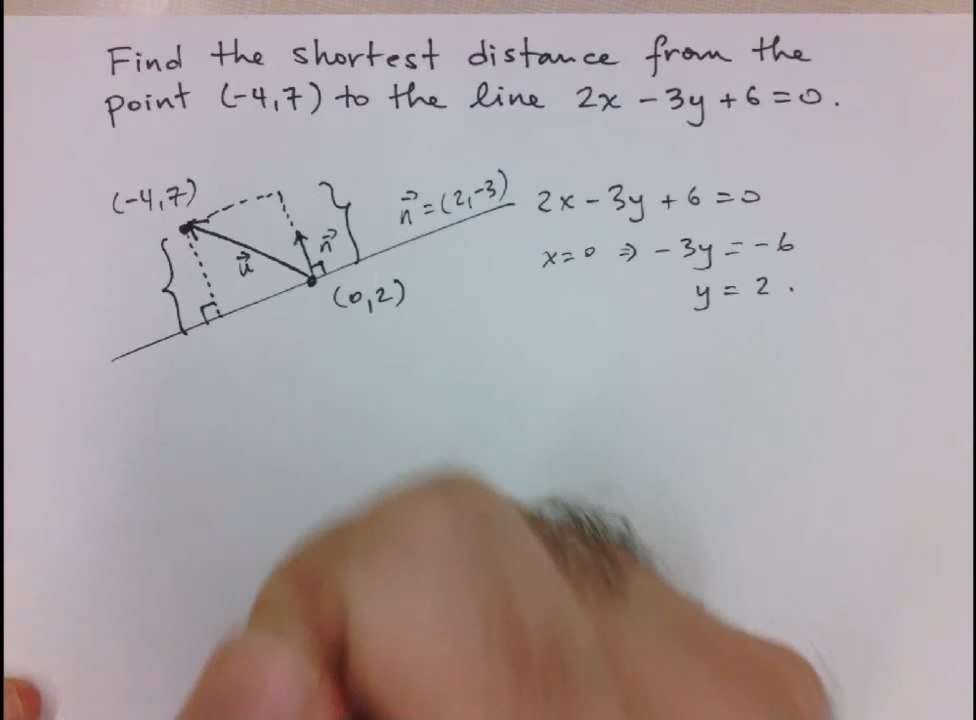 Find the shortest distance from the
point (-4,7) to the line 2x - 3y + 6 = 0.
(-4,7)
n⃗ = (2,-3)
2x - 3y + 6 = 0
n⃗
u⃗
x = 0 ⇒ - 3y = - 6
(0,2)
y = 2 .